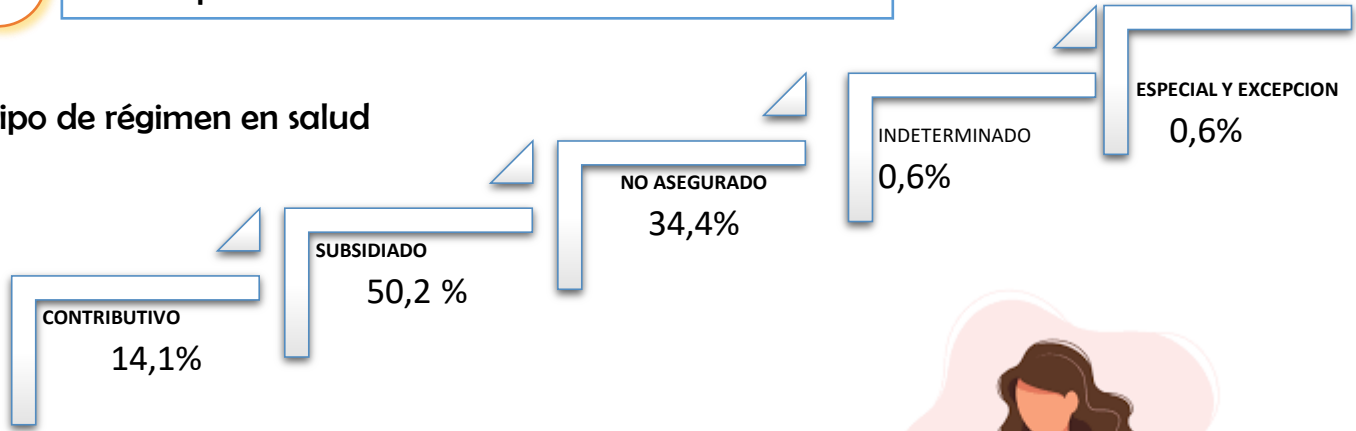 ipo de régimen en salud
CONTRIBUTIVO
14,1%
SUBSIDIADO
50,2 %
NO ASEGURADO
34,4%
INDETERMINADO
0,6%
ESPECIAL Y EXCEPCION
0,6%